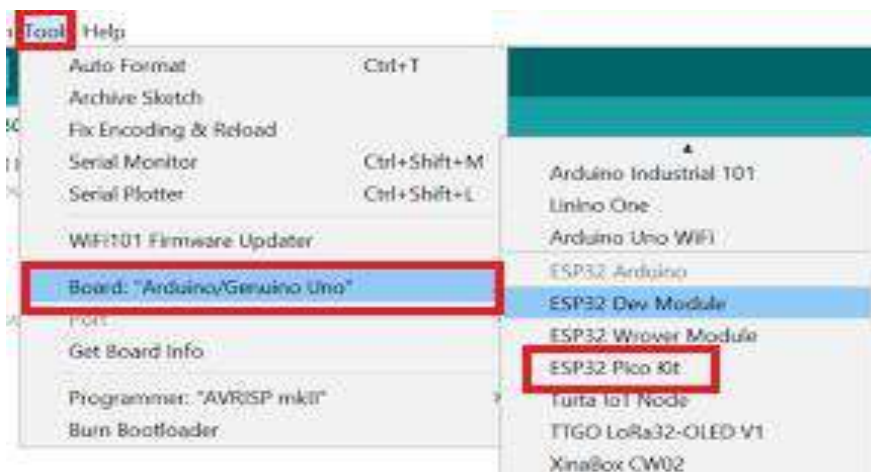 Tools Help
Auto Format Ctrl+T
Archive Sketch
Fix Encoding & Reload
Serial Monitor Ctrl+Shift+M
Serial Plotter Ctrl+Shift+L
WiFi101 Firmware Updater
Board: "Arduino/Genuino Uno"
Port
Get Board Info
Programmer: "AVRISP mkII"
Burn Bootloader
Arduino Industrial 101
Linino One
Arduino Uno WiFi
ESP32 Arduino
ESP32 Dev Module
ESP32 Wrover Module
ESP32 Pico Kit
Turta IoT Node
TTGO LoRa32-OLED V1
XinaBox CW02